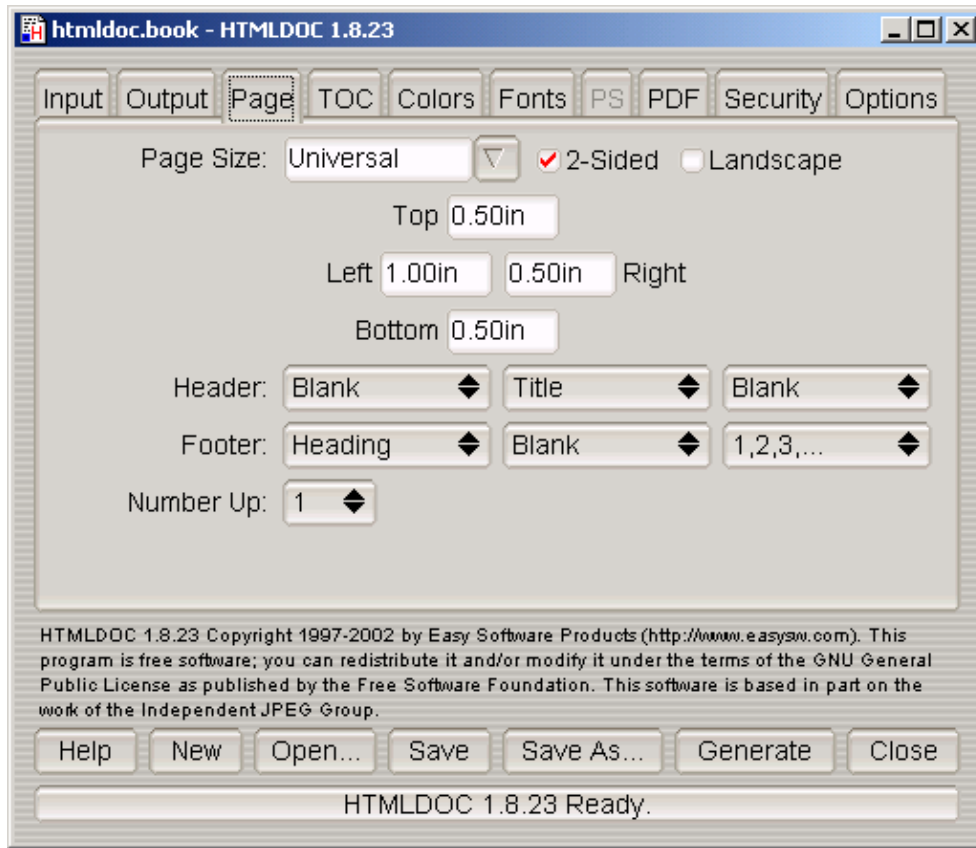 htmldoc.book - HTMLDOC 1.8.23
Input Output Page TOC Colors Fonts PS PDF Security Options
Page Size: Universal 2-Sided Landscape
Top 0.50in
Left 1.00in 0.50in Right
Bottom 0.50in
Header: Blank Title Blank
Footer: Heading Blank 1,2,3,...
Number Up: 1
HTMLDOC 1.8.23 Copyright 1997-2002 by Easy Software Products (http://www.easysw.com). This
program is free software; you can redistribute it and/or modify it under the terms of the GNU General
Public License as published by the Free Software Foundation. This software is based in part on the
work of the Independent JPEG Group.
Help New Open... Save Save As... Generate Close
HTMLDOC 1.8.23 Ready.